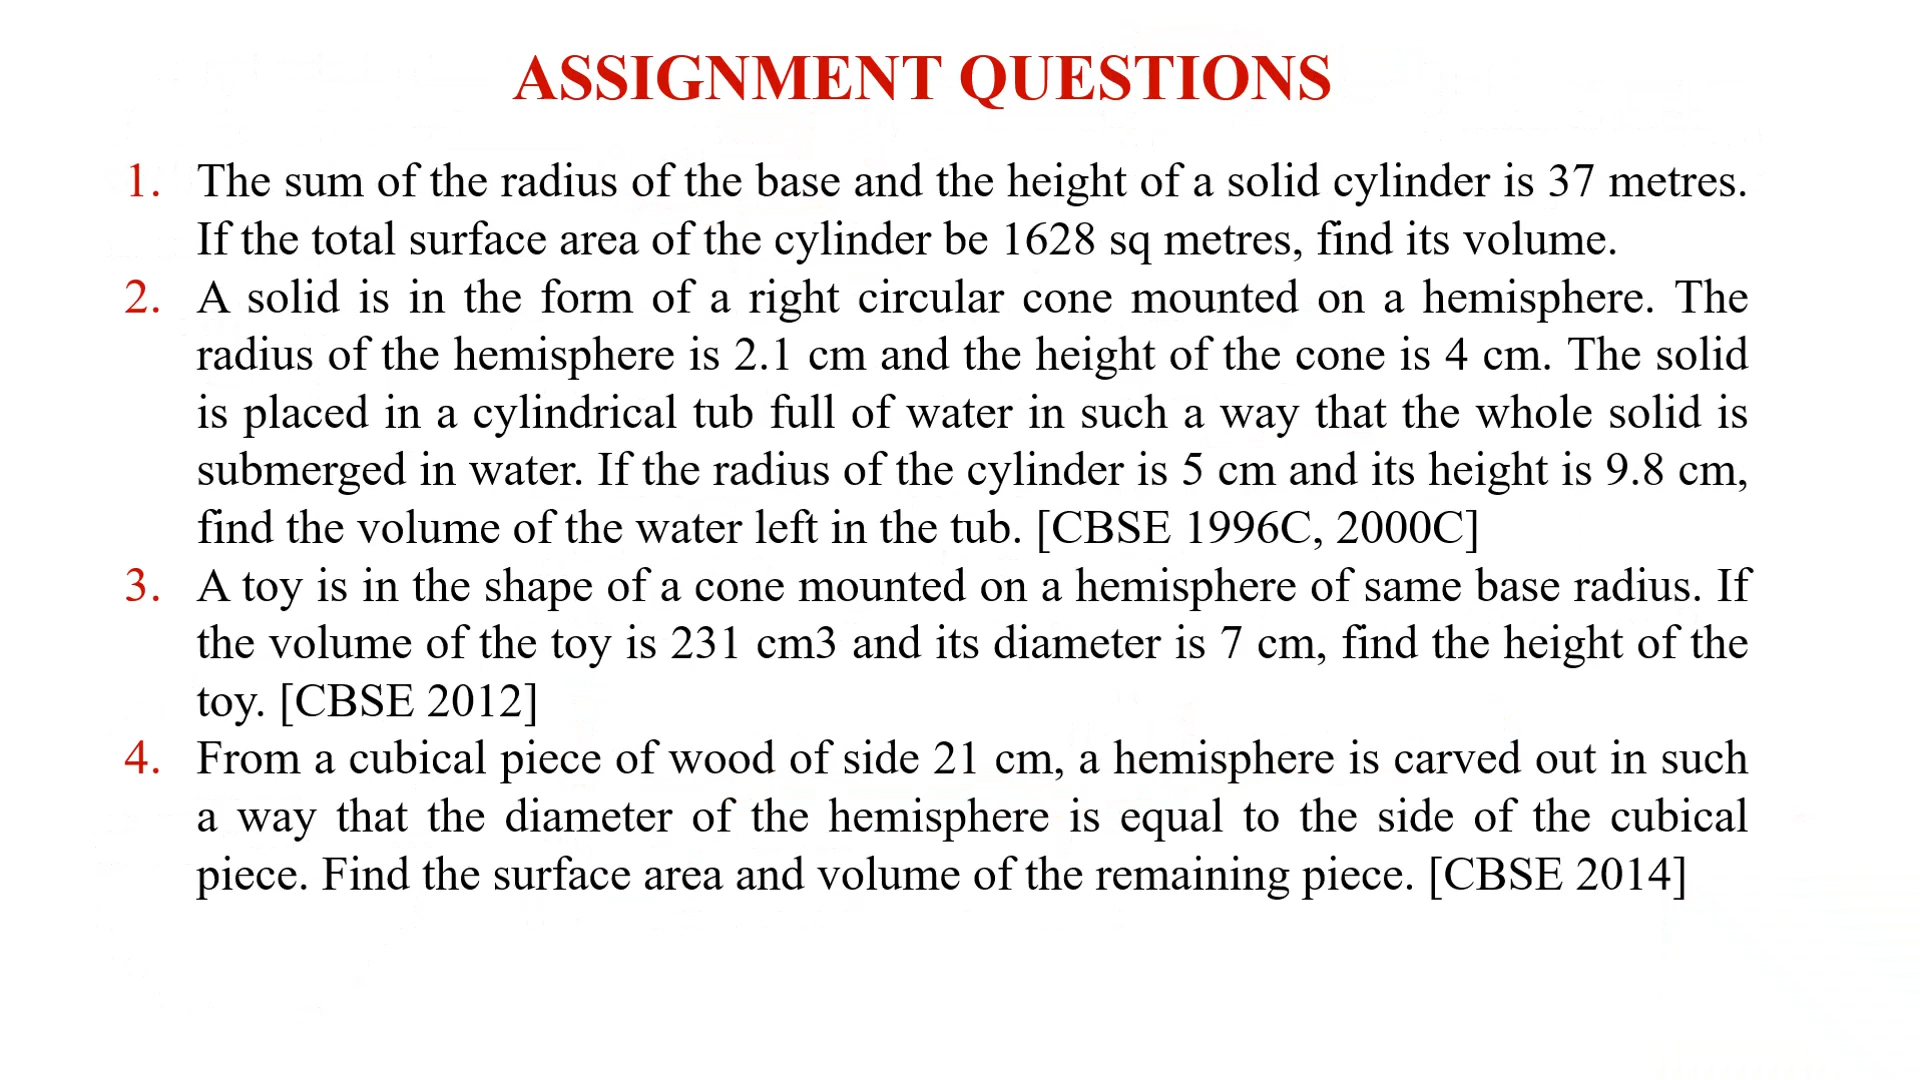 ASSIGNMENT QUESTIONS
1. The sum of the radius of the base and the height of a solid cylinder is 37 metres.
If the total surface area of the cylinder be 1628 sq metres, find its volume.
2. A solid is in the form of a right circular cone mounted on a hemisphere. The
radius of the hemisphere is 2.1 cm and the height of the cone is 4 cm. The solid
is placed in a cylindrical tub full of water in such a way that the whole solid is
submerged in water. If the radius of the cylinder is 5 cm and its height is 9.8 cm,
find the volume of the water left in the tub. [CBSE 1996C, 2000C]
3. A toy is in the shape of a cone mounted on a hemisphere of same base radius. If
the volume of the toy is 231 cm3 and its diameter is 7 cm, find the height of the
toy. [CBSE 2012]
4. From a cubical piece of wood of side 21 cm, a hemisphere is carved out in such
a way that the diameter of the hemisphere is equal to the side of the cubical
piece. Find the surface area and volume of the remaining piece. [CBSE 2014]